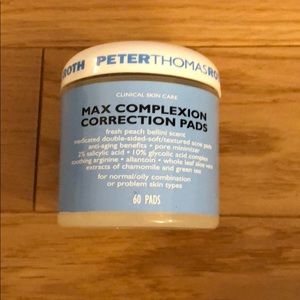 ROTH PETERTHOMASRO
CLINICAL SKIN CARE
MAX COMPLEXION
CORRECTION PADS
fresh peach bellini scent
medicated double-sided-soft/textured acne pads
anti-aging benefits • pore minimizer
2% salicylic acid • 10% glycolic acid complex
soothing arginine • allantoin • whole leaf aloe vera
extracts of chamomile and green tea
for normal/oily combination
or problem skin types
60 PADS